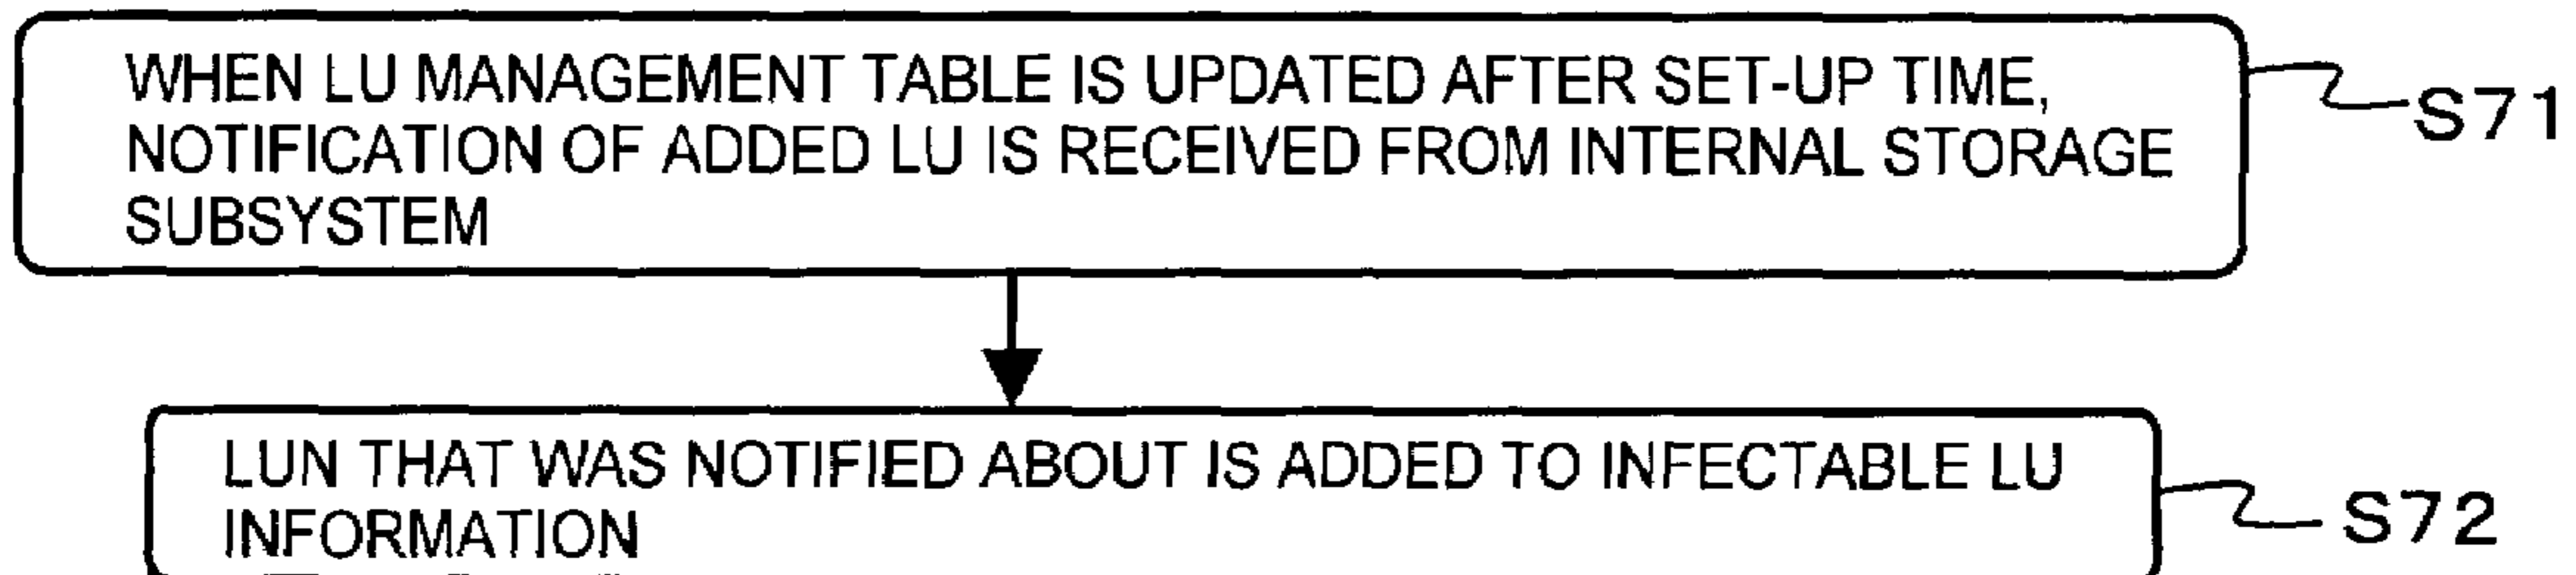 WHEN LU MANAGEMENT TABLE IS UPDATED AFTER SET-UP TIME,
NOTIFICATION OF ADDED LU IS RECEIVED FROM INTERNAL STORAGE
SUBSYSTEM
S71
LUN THAT WAS NOTIFIED ABOUT IS ADDED TO INFECTABLE LU
INFORMATION
S72